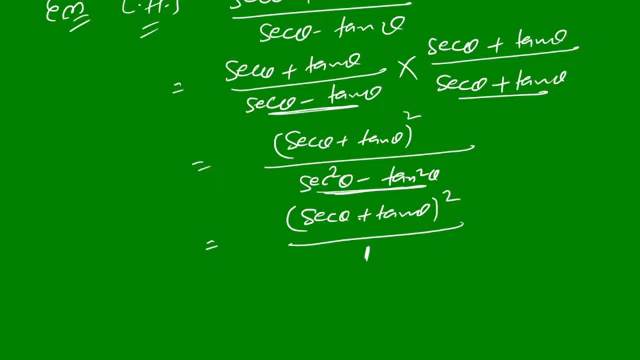 L.H.S
secθ - tanθ
= secθ + tanθ / secθ - tanθ × secθ + tanθ / secθ + tanθ
= (secθ + tanθ)² / sec²θ - tan²θ
= (secθ + tanθ)² / 1